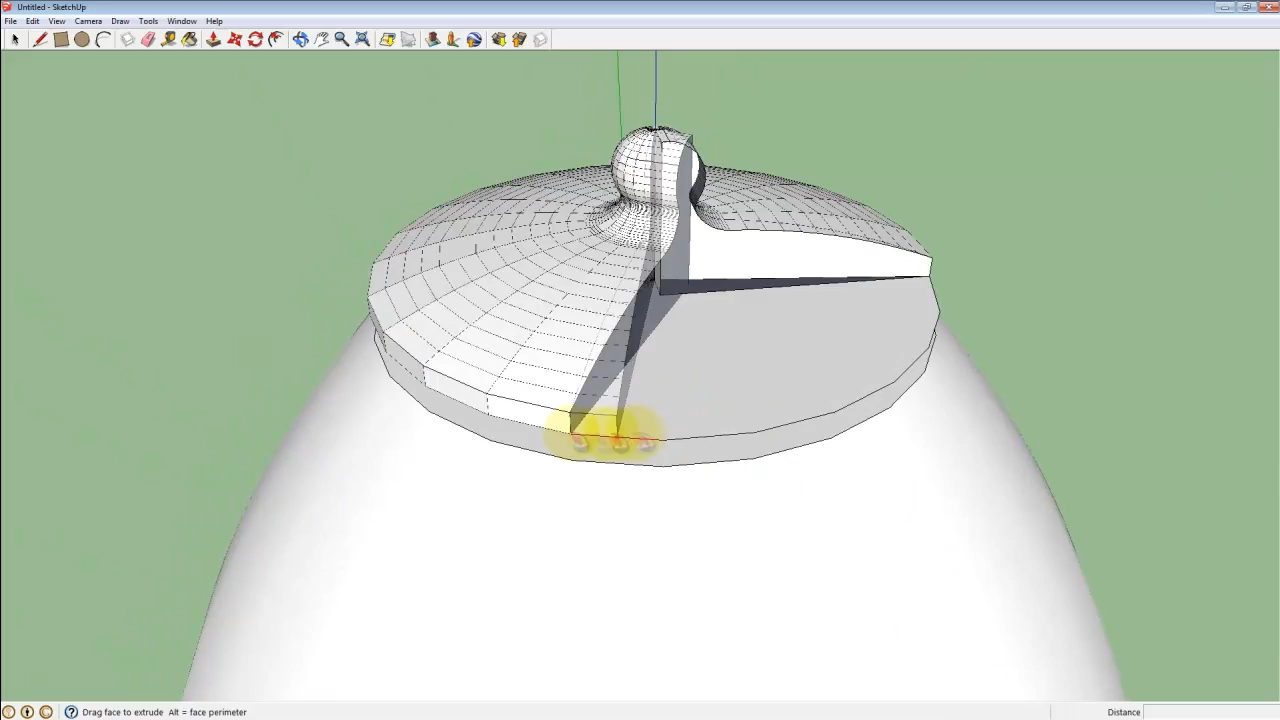 Untitled - SketchUp
File Edit View Camera Draw Tools Window Help
Drag face to extrude Alt = face perimeter
Distance